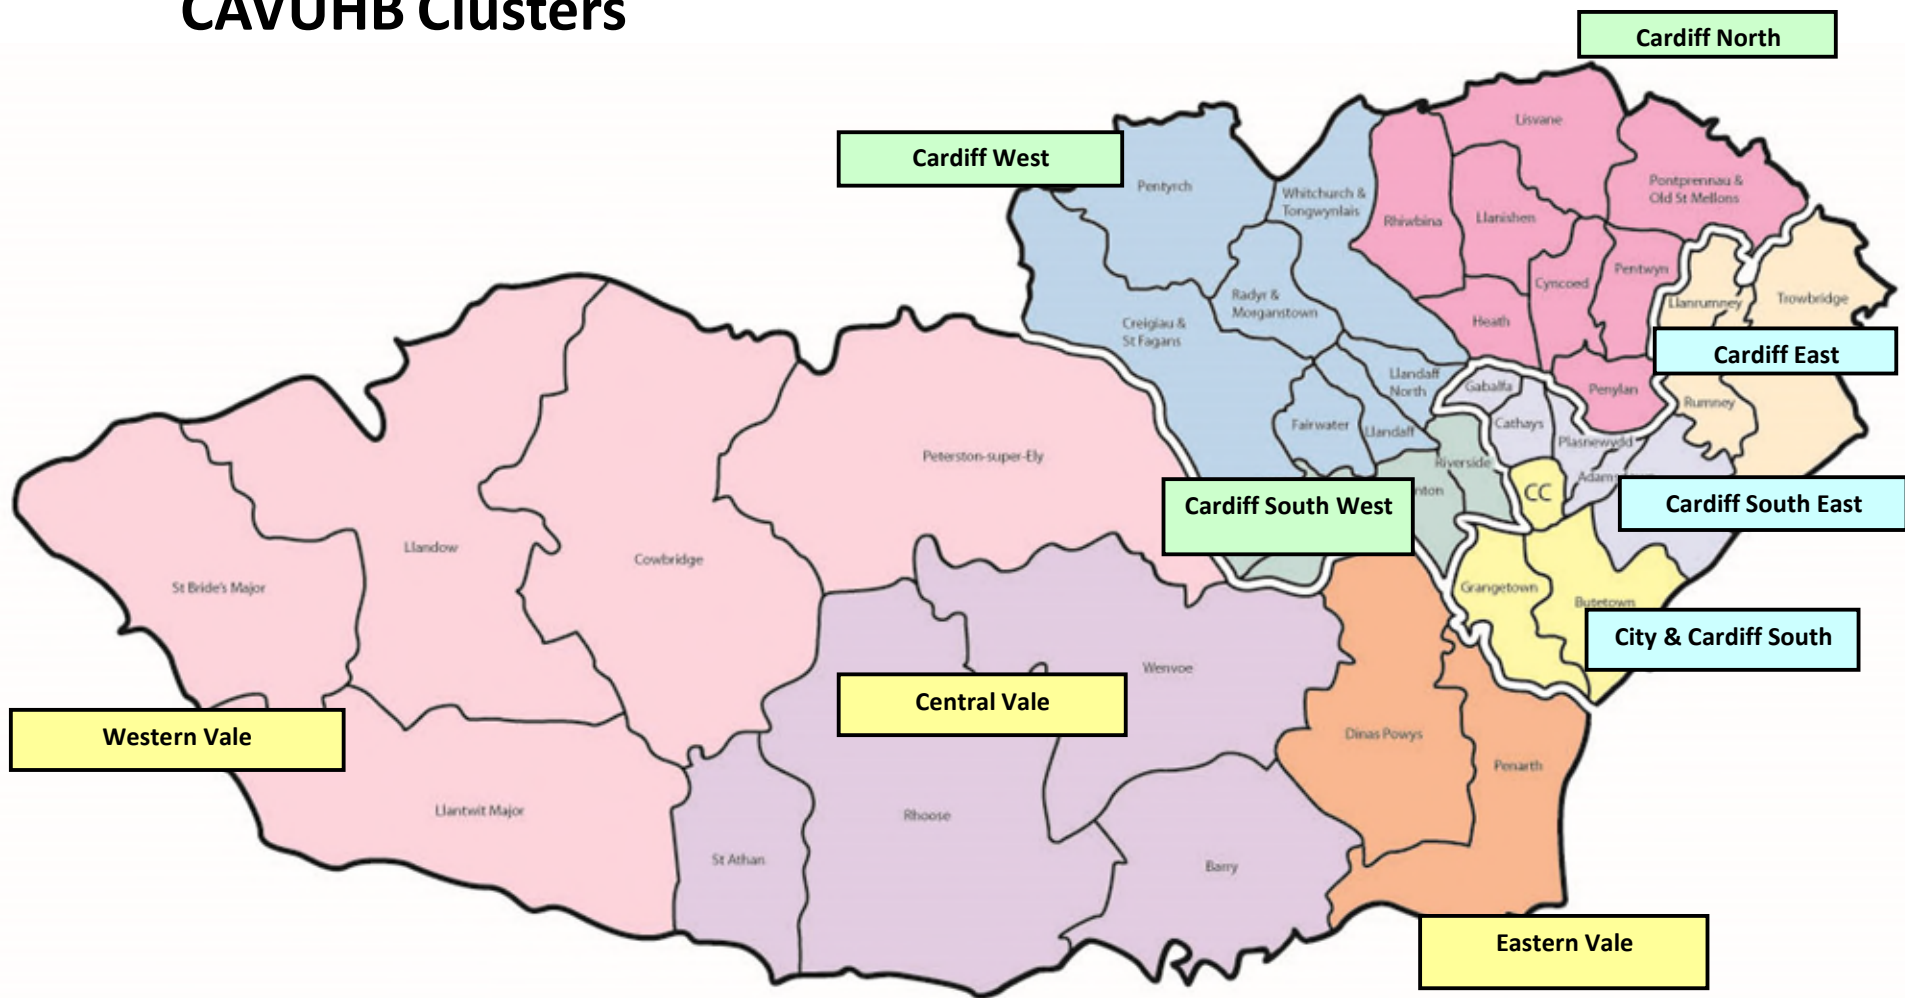 CAVUHB Clusters
Cardiff North
Lisvane
Cardiff West
Pentyrch
Whitchurch &
Tongwynlais
Pontprennau &
Old St Mellons
Rhiwbina
Llanishen
Pentwyn
Cyncoed
Radyr &
Morganstown
Llanrumney
Trowbridge
Creigiau &
St Fagans
Heath
Cardiff East
Llandaff
North
Gabalfa
Penylan
Rumney
Fairwater
Llandaff
Cathays
Plasnewydd
Peterston-super-Ely
Riverside
CC
Cardiff South West
Cardiff South East
Llandow
Cowbridge
St Bride's Major
Grangetown
Butetown
City & Cardiff South
Wenvoe
Central Vale
Western Vale
Dinas Powys
Penarth
Llantwit Major
Rhoose
St Athan
Barry
Eastern Vale